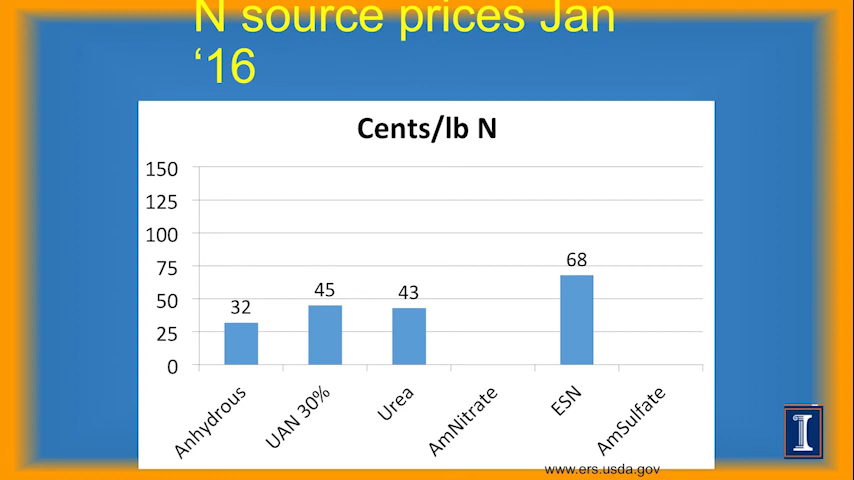 N source prices Jan
‘16
Cents/lb N
150
125
100
75
50
25
0
32
45
43
68
Anhydrous
UAN 30%
Urea
AmNitrate
ESN
AmSulfate
www.ers.usda.gov
I